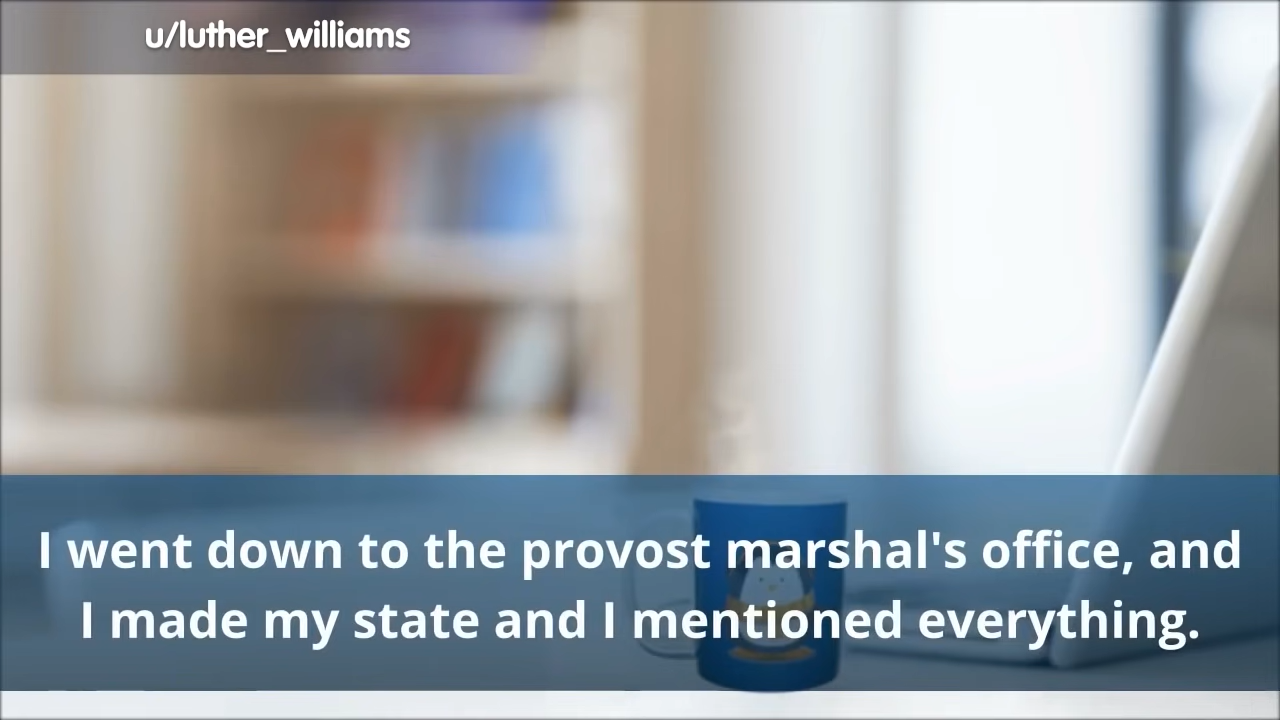 u/luther_williams
I went down to the provost marshal's office, and
I made my state and I mentioned everything.